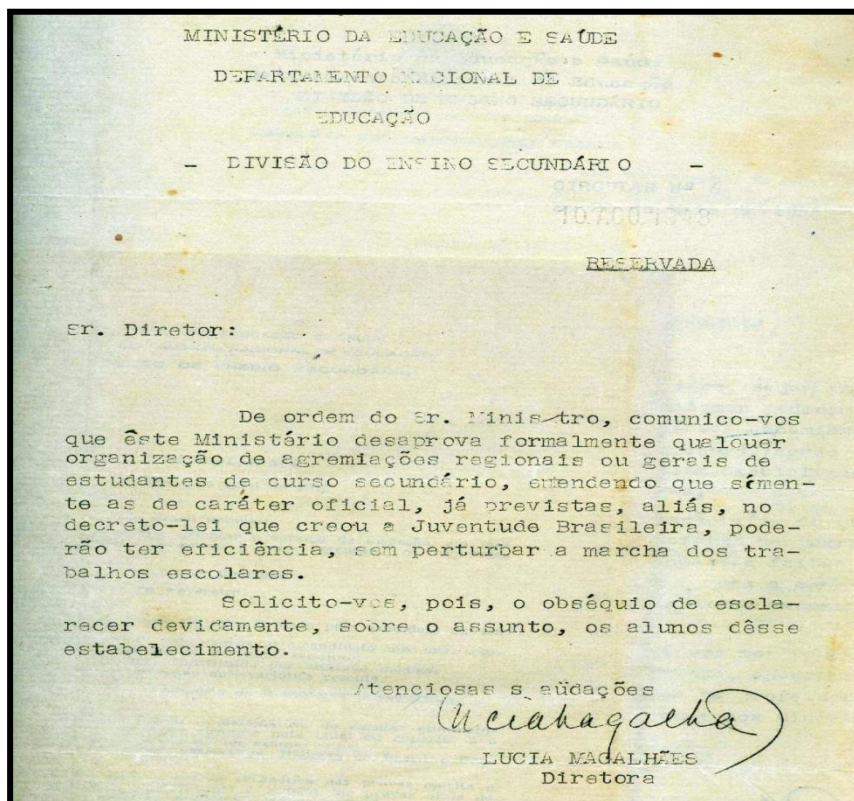 MINISTÉRIO DA EDUCAÇÃO E SAÚDE
DEPARTAMENTO NACIONAL DE
EDUCAÇÃO
- DIVISÃO DO ENSINO SECUNDÁRIO -
RESERVADA
Sr. Diretor:
De ordem do Sr. Ministro, comunico-vos
que êste Ministério desaprova formalmente qualquer
organização de agremiações regionais ou gerais de
estudantes de curso secundário, entendendo que sómen-
te as de caráter oficial, já previstas, aliás, no
decreto-lei que creou a Juventude Brasileira, pode-
rão ter eficiência, sem perturbar a marcha dos tra-
balhos escolares.
Solicito-vos, pois, o obséquio de escla-
recer devidamente, sobre o assunto, os alunos dêsse
estabelecimento.
Atenciosas saüdações
LUCIA MAGALHÃES
Diretora